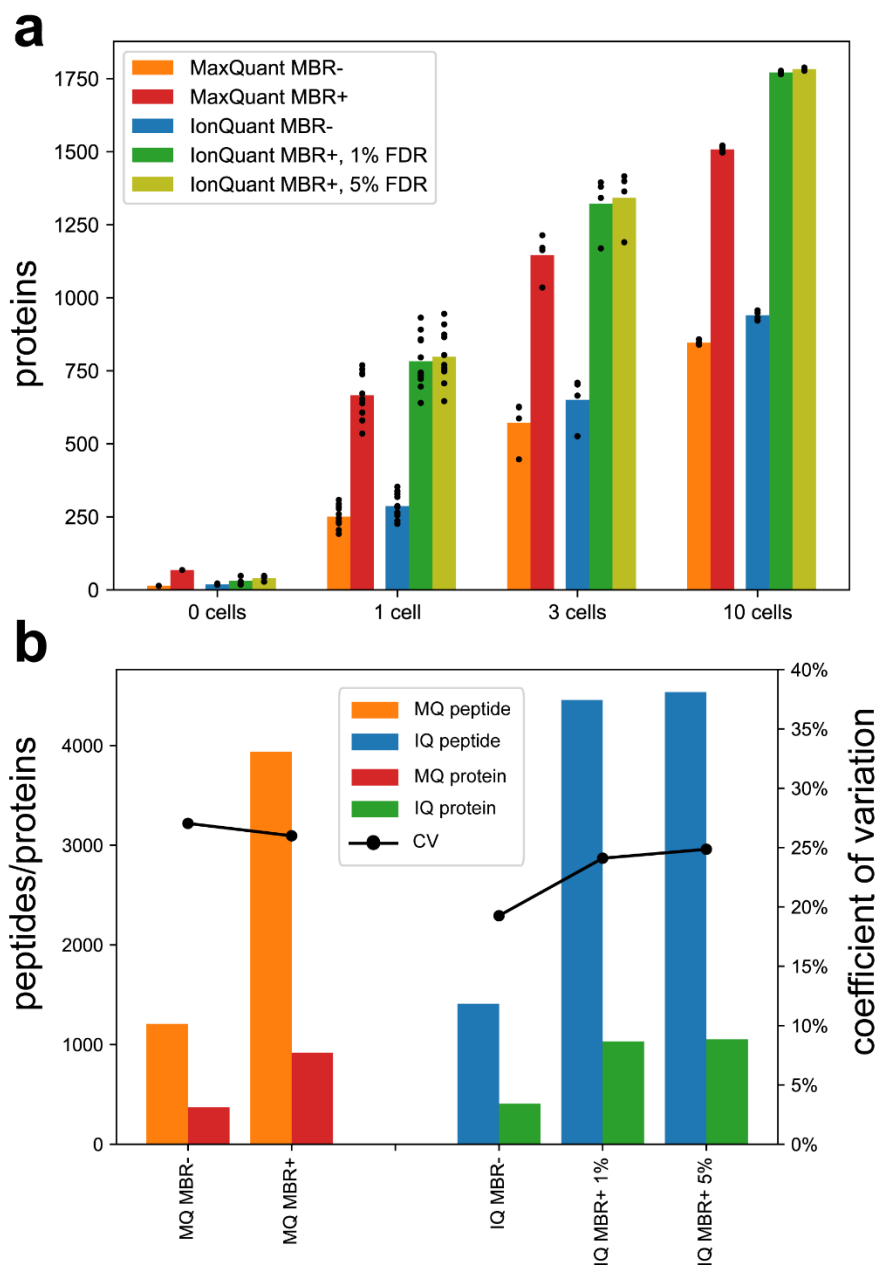 a
MaxQuant MBR-
MaxQuant MBR+
IonQuant MBR-
IonQuant MBR+, 1% FDR
IonQuant MBR+, 5% FDR
proteins
1750
1500
1250
1000
750
500
250
0
0 cells
1 cell
3 cells
10 cells
b
MQ peptide
IQ peptide
MQ protein
IQ protein
CV
peptides/proteins
4000
3000
2000
1000
0
40%
35%
30%
25%
20%
15%
10%
5%
0%
coefficient of variation
MQ MBR-
MQ MBR+
IQ MBR-
IQ MBR+ 1%
IQ MBR+ 5%